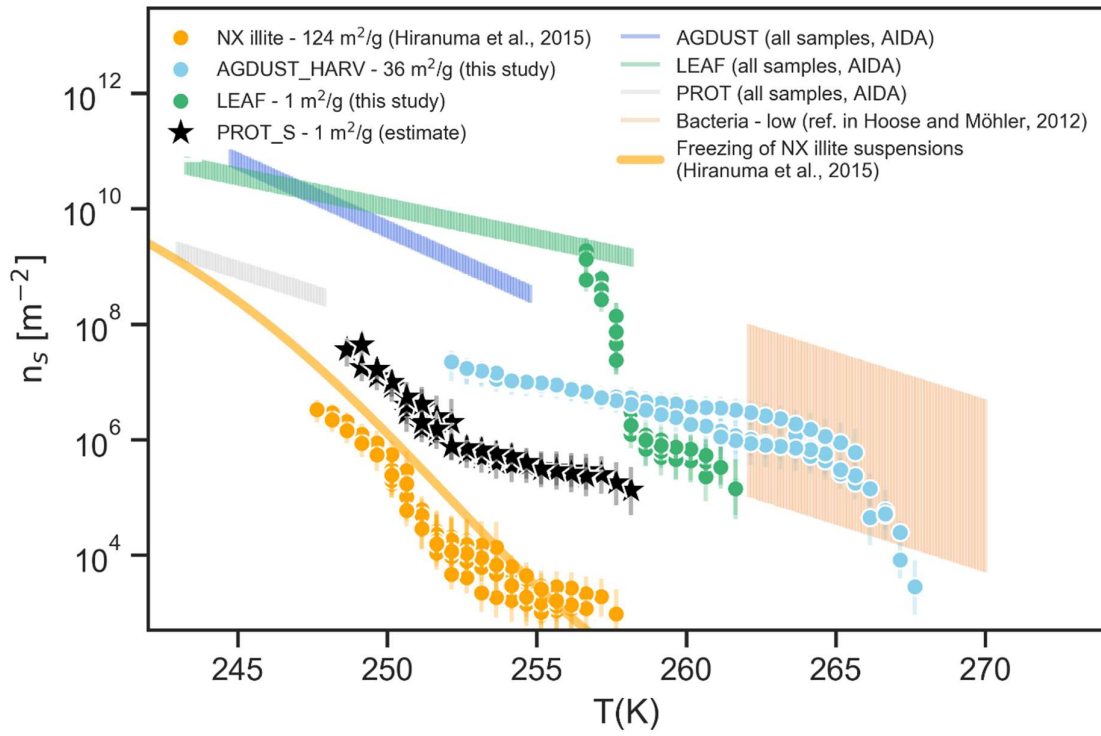 NX illite - 124 m²/g (Hiranuma et al., 2015)
AGDUST_HARV - 36 m²/g (this study)
LEAF - 1 m²/g (this study)
PROT_S - 1 m²/g (estimate)
AGDUST (all samples, AIDA)
LEAF (all samples, AIDA)
PROT (all samples, AIDA)
Bacteria - low (ref. in Hoose and Möhler, 2012)
Freezing of NX illite suspensions
(Hiranuma et al., 2015)
10¹²
10¹⁰
10⁸
10⁶
10⁴
nₛ [m⁻²]
245
250
255
260
265
270
T(K)